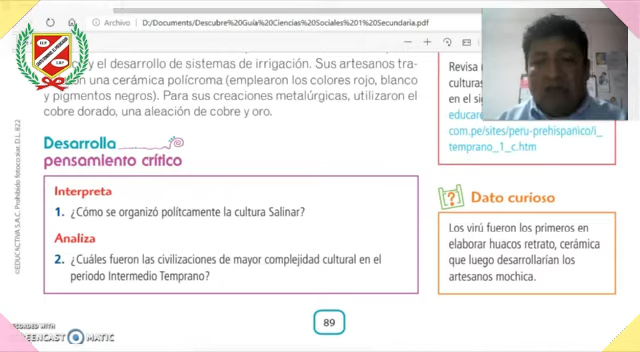 Archivo
D:/Documents/Descubre%20Guía%20Ciencias%20Sociales%201%20Secundaria.pdf
y el desarrollo de sistemas de irrigación. Sus artesanos tra-
una cerámica polícroma (emplearon los colores rojo, blanco
y pigmentos negros). Para sus creaciones metalúrgicas, utilizaron el
cobre dorado, una aleación de cobre y oro.
Desarrolla
pensamiento crítico
Interpreta
1. ¿Cómo se organizó polítcamente la cultura Salinar?
Analiza
2. ¿Cuáles fueron las civilizaciones de mayor complejidad cultural en el
periodo Intermedio Temprano?
Revisa
culturas
en el si
educare
com.pe/sites/peru-prehispanico/i_
temprano_1_c.htm
Dato curioso
Los virú fueron los primeros en
elaborar huacos retrato, cerámica
que luego desarrollarían los
artesanos mochica.
©EDUCACTIVA S.A.C. Prohibido fotocopiar. D.L. 822
89